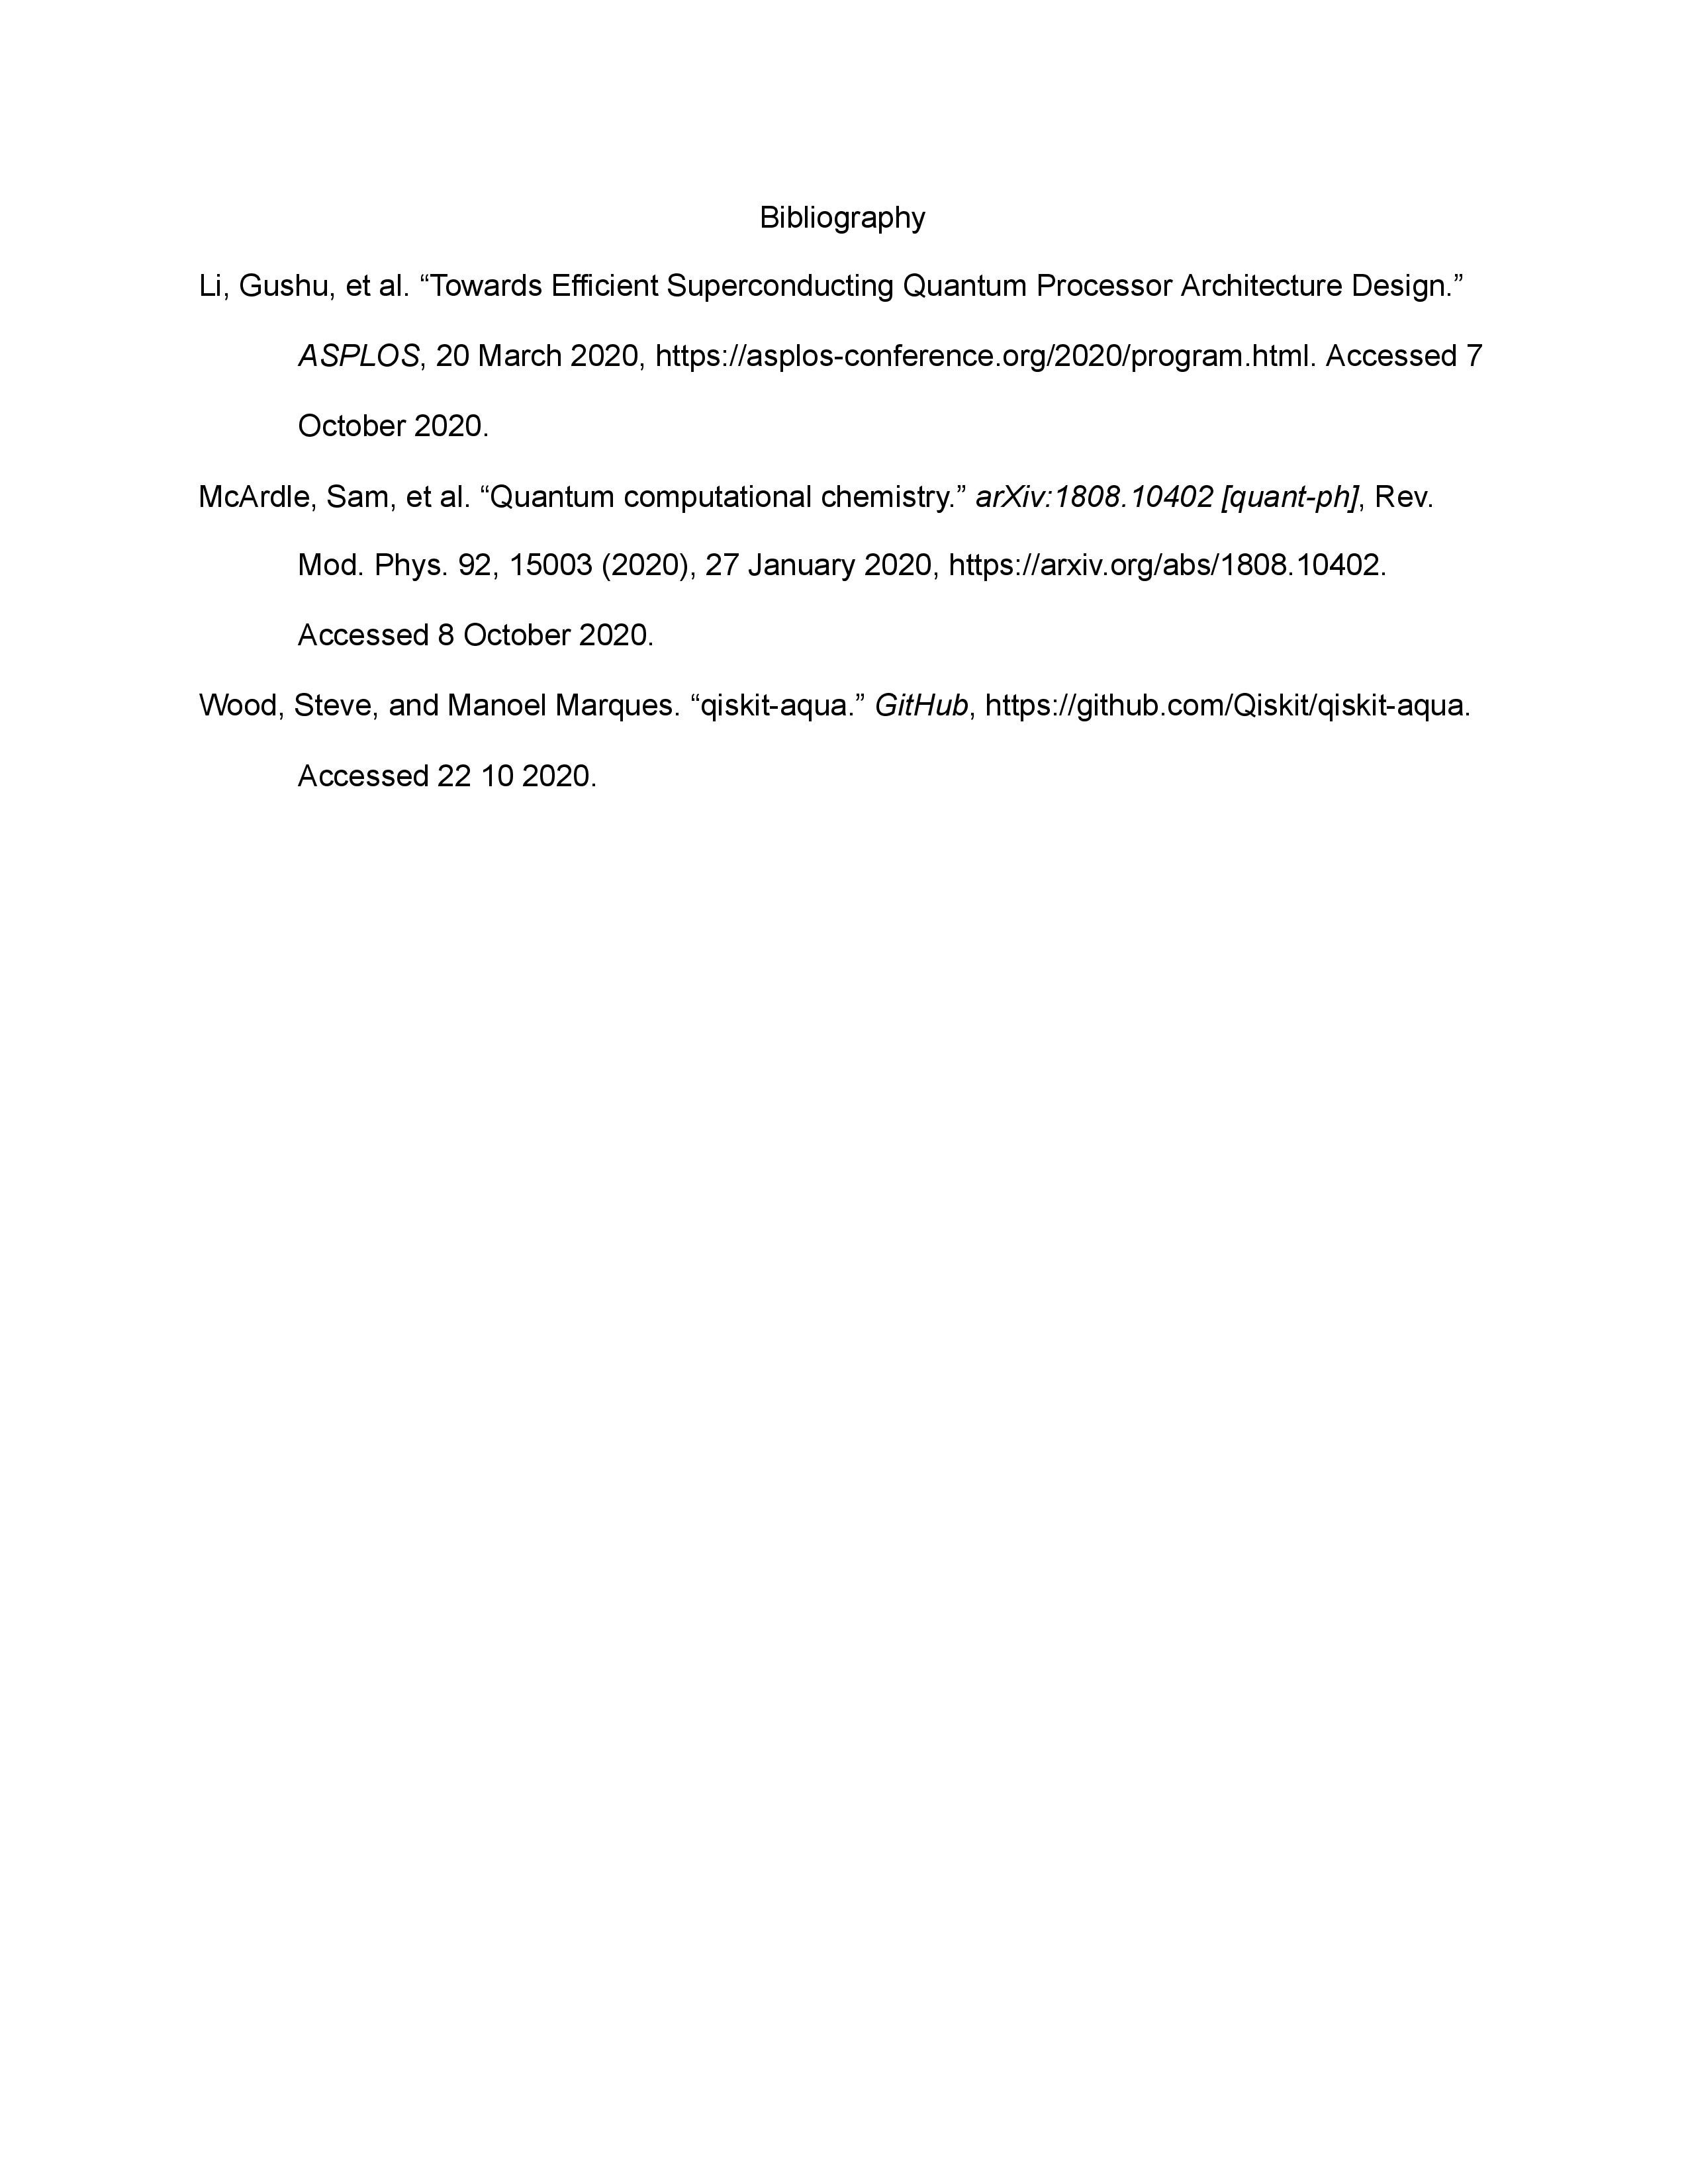 Bibliography
Li, Gushu, et al. “Towards Efficient Superconducting Quantum Processor Architecture Design.”
ASPLOS, 20 March 2020, https://asplos-conference.org/2020/program.html. Accessed 7
October 2020.
McArdle, Sam, et al. “Quantum computational chemistry.” arXiv:1808.10402 [quant-ph], Rev.
Mod. Phys. 92, 15003 (2020), 27 January 2020, https://arxiv.org/abs/1808.10402.
Accessed 8 October 2020.
Wood, Steve, and Manoel Marques. “qiskit-aqua.” GitHub, https://github.com/Qiskit/qiskit-aqua.
Accessed 22 10 2020.